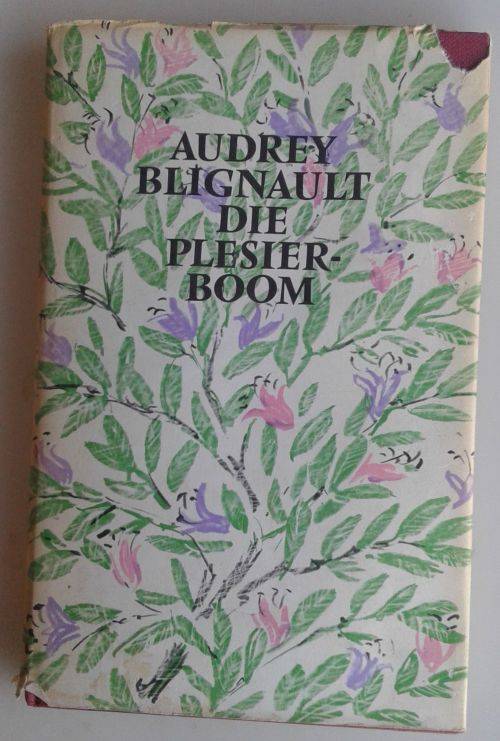 AUDREY
BLIGNAULT
DIE
PLESIER-
BOOM